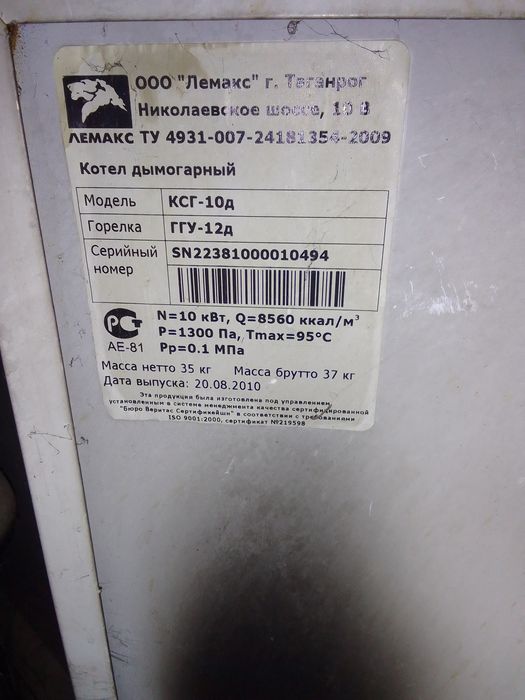 ООО "Лемакс" г. Таганрог
Николаевское шоссе, 10 В
ЛЕМАКС ТУ 4931-007-24181354-2009
Котел дымогарный
Модель КСГ-10д
Горелка ГГУ-12д
Серийный номер SN22381000010494
РСТ
АЕ-81
N=10 кВт, Q=8560 ккал/м³
P=1300 Па, Tmax=95°C
Pp=0.1 МПа
Масса нетто 35 кг Масса брутто 37 кг
Дата выпуска: 20.08.2010
Эта продукция была изготовлена под управлением
установленным в системе менеджмента качества сертифицированной
"Бюро Веритас Сертификейшн" в соответствии с требованиями
ISO 9001:2000, сертификат №219598